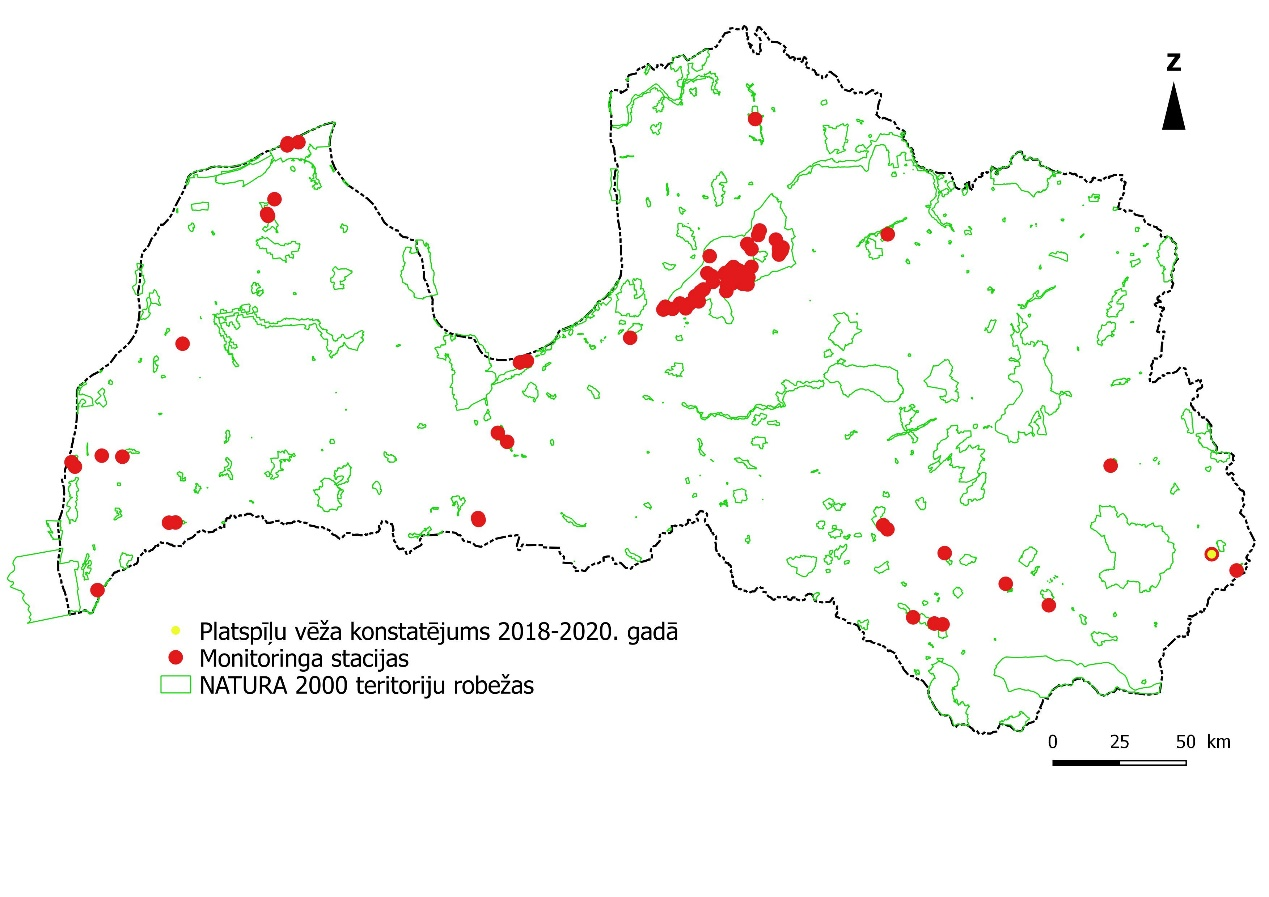 Z
Platspīļu vēža konstatējums 2018-2020. gadā
Monitoringa stacijas
NATURA 2000 teritoriju robežas
0 25 50 km